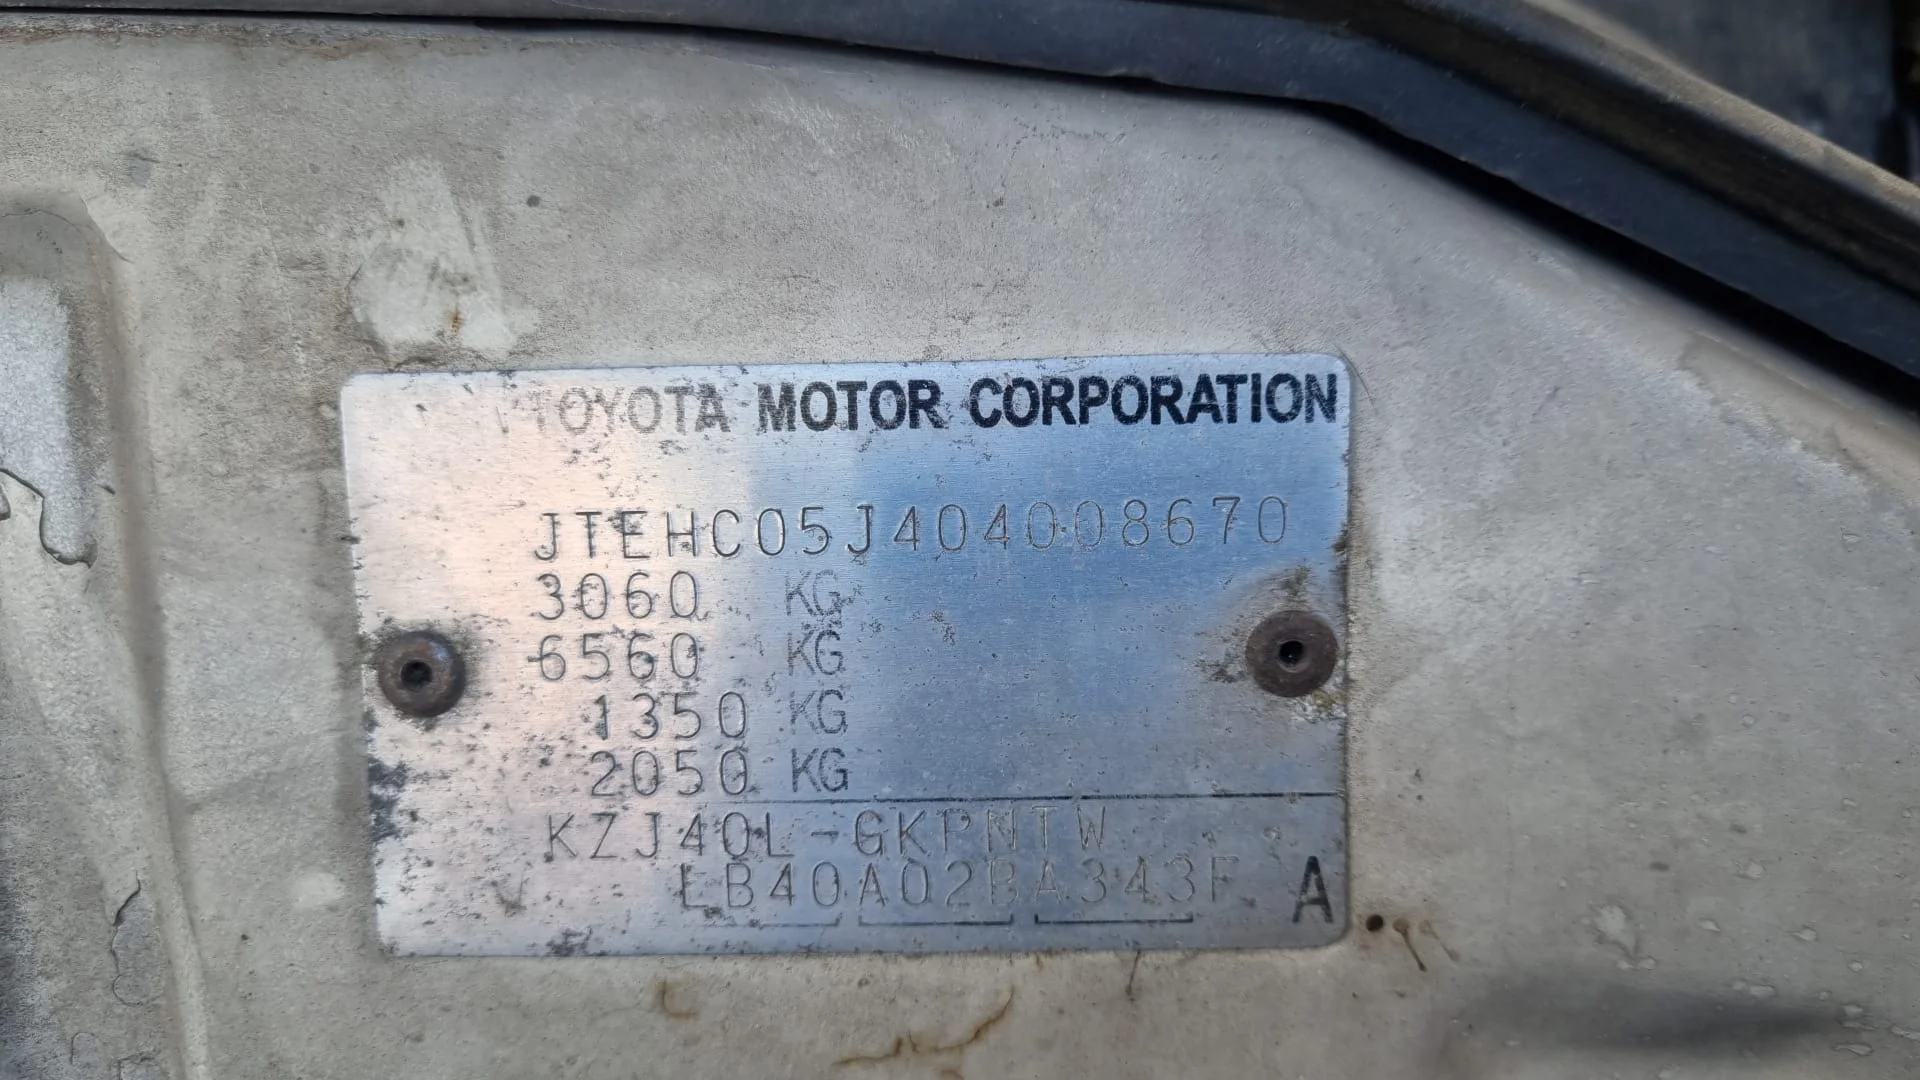 TOYOTA MOTOR CORPORATION
JTEHC05J404008670
3060 KG
6560 KG
1350 KG
2050 KG
KZJ40L-GKPNTW
LB40A02BA343F A